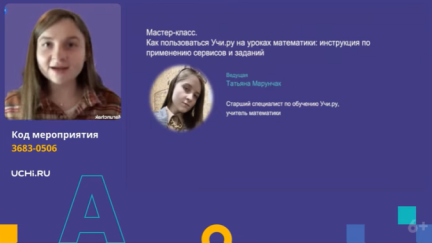 Мастер-класс.
Как пользоваться Учи.ру на уроках математики: инструкция по
применению сервисов и заданий
Ведущая
Татьяна Марунчак
Старший специалист по обучению Учи.ру,
учитель математики
Код мероприятия
3683-0506
UCHi.RU
6+